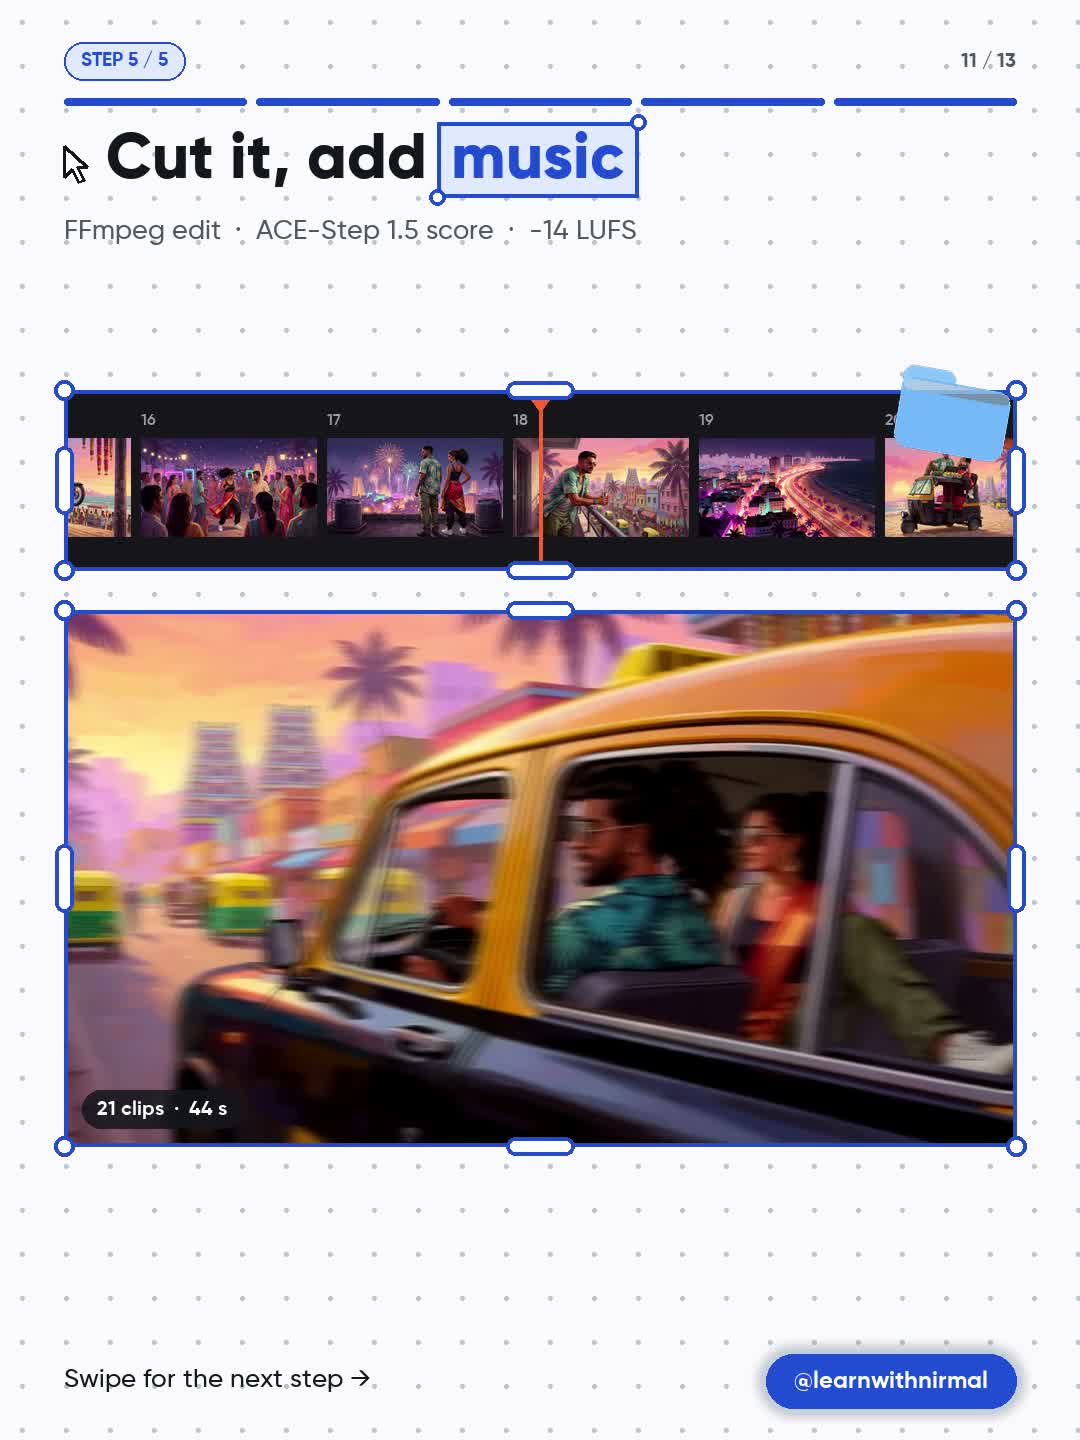 STEP 5 / 5
11 / 13
Cut it, add music
FFmpeg edit · ACE-Step 1.5 score · -14 LUFS
16 17 18 19
21 clips · 44 s
Swipe for the next step →
@learnwithnirmal